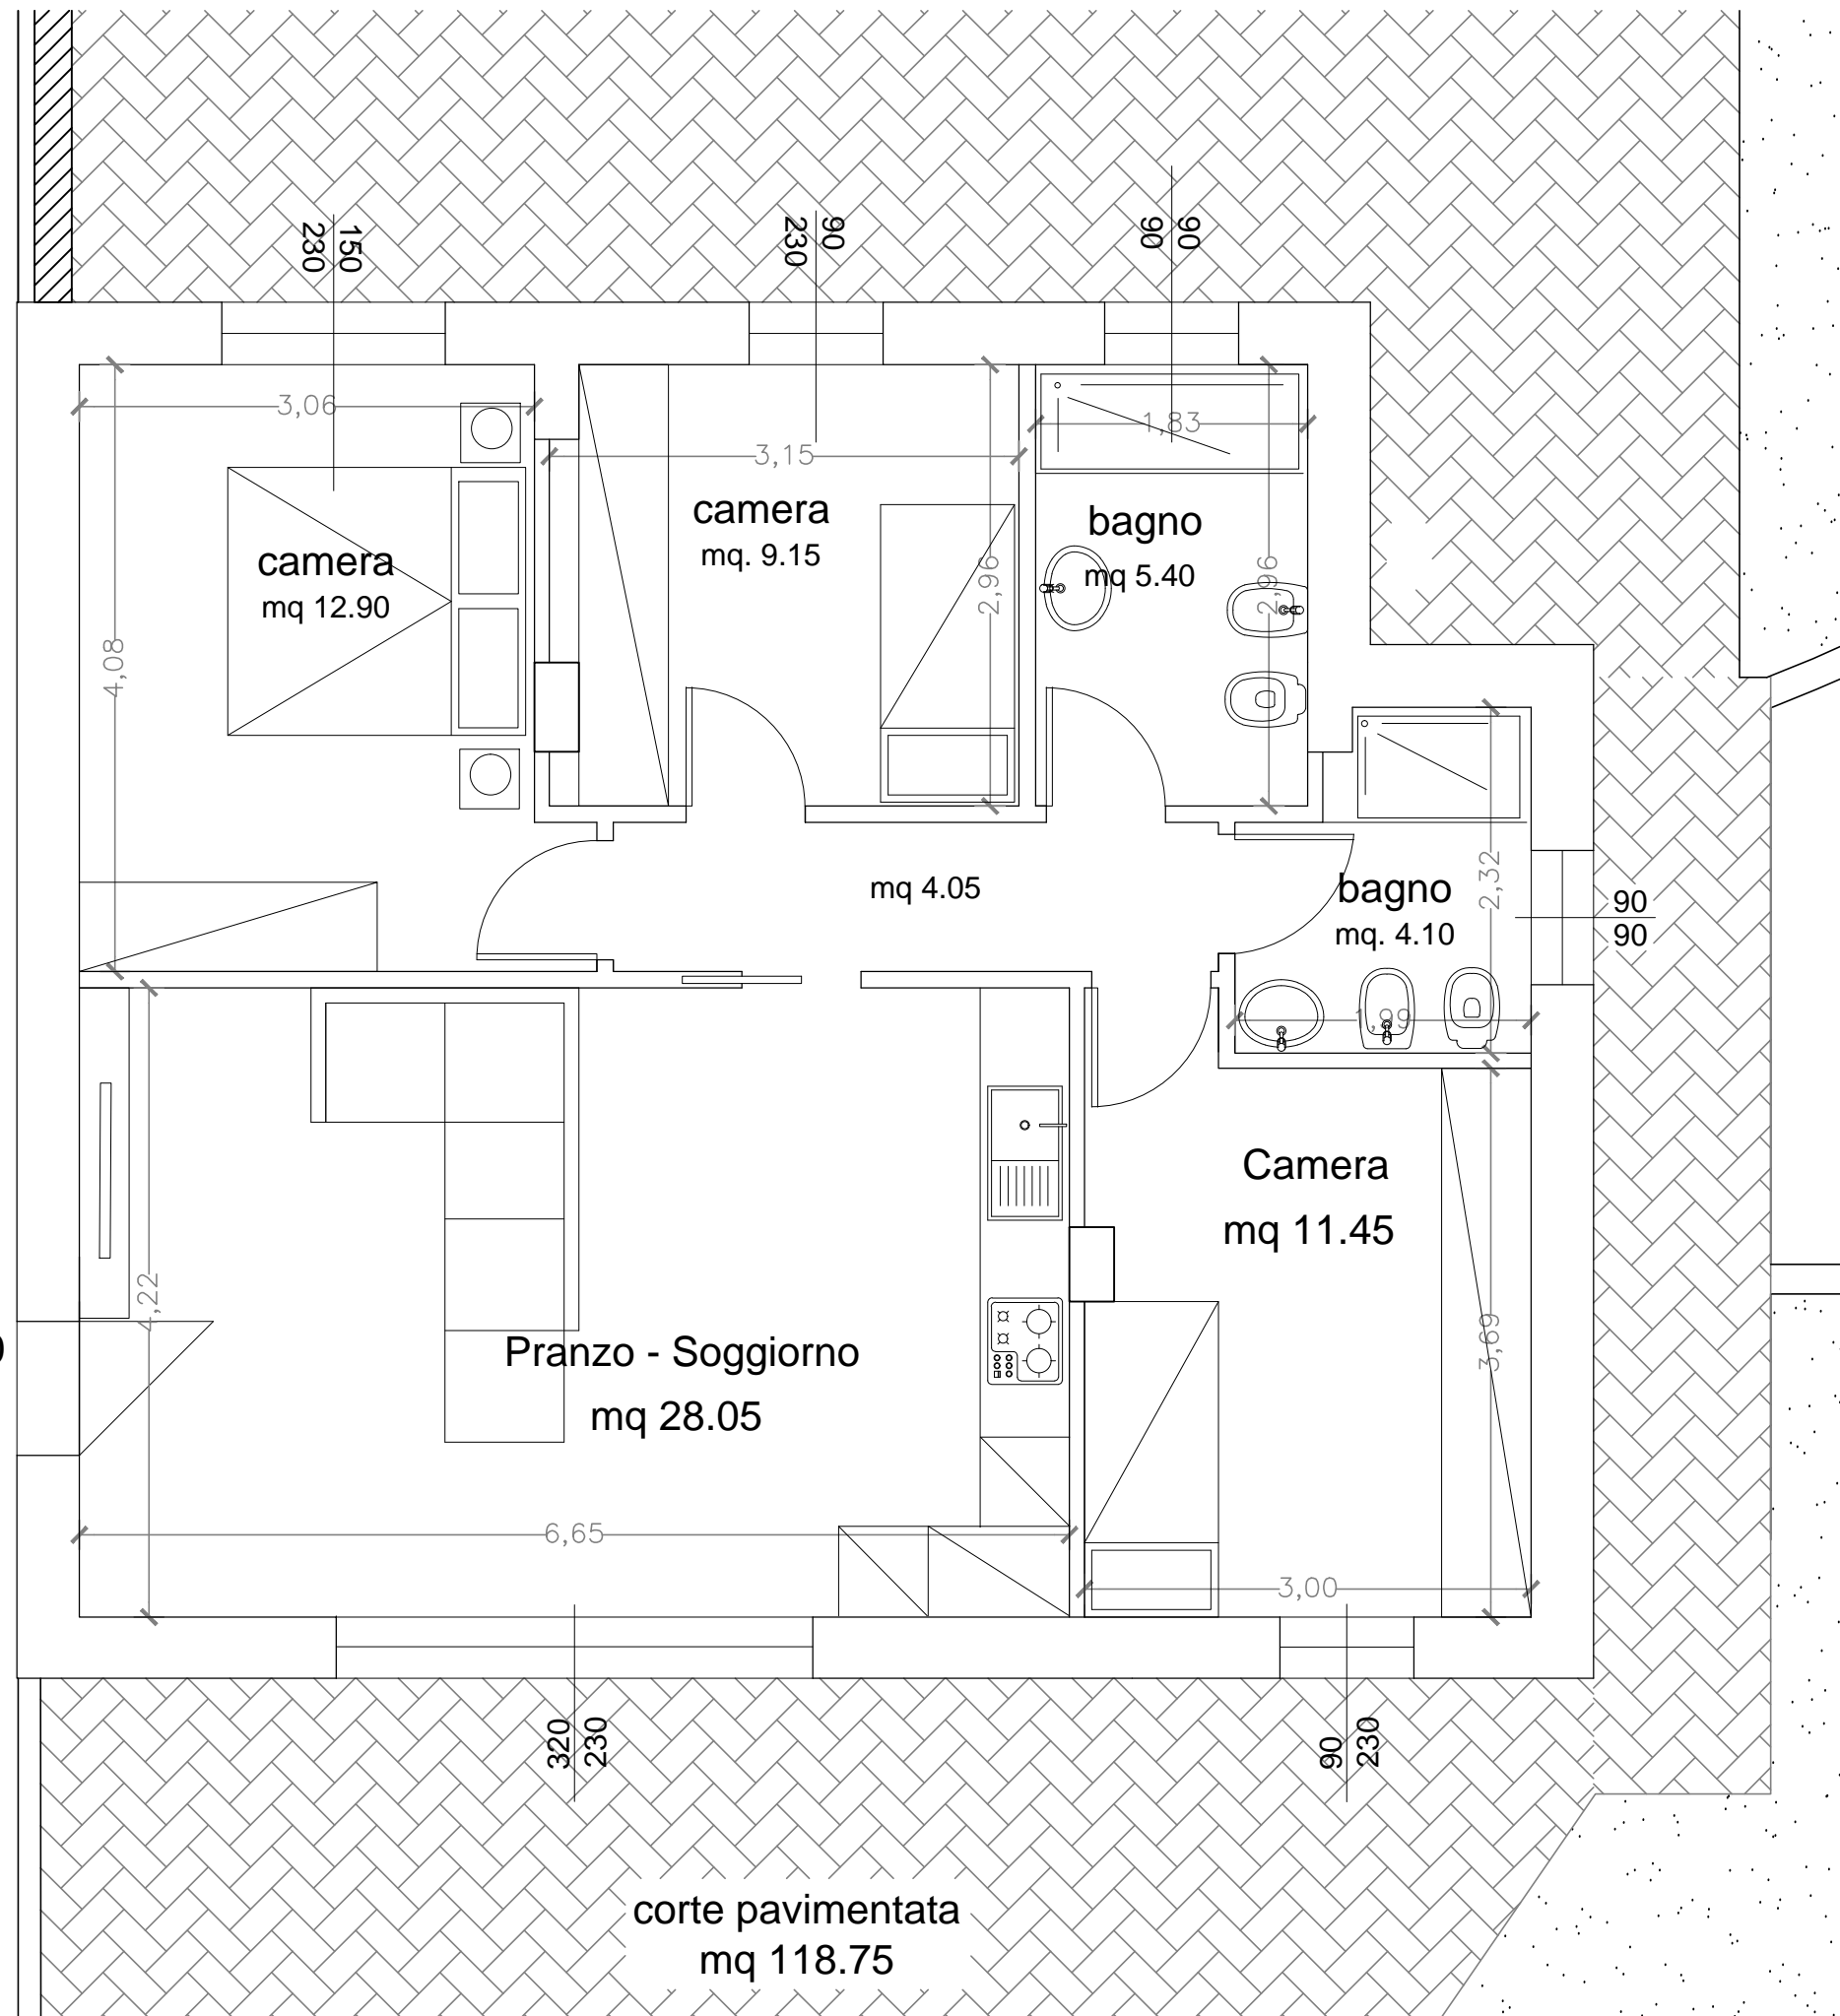 150
230
90
230
90
90
3,06
3,15
1,83
camera
mq 12.90
camera
mq. 9.15
bagno
mq 5.40
2,96
2,96
4,08
mq 4.05
bagno
mq. 4.10
2,32
90
90
1,99
Camera
mq 11.45
4,22
Pranzo - Soggiorno
mq 28.05
3,69
6,65
3,00
320
230
90
230
corte pavimentata
mq 118.75